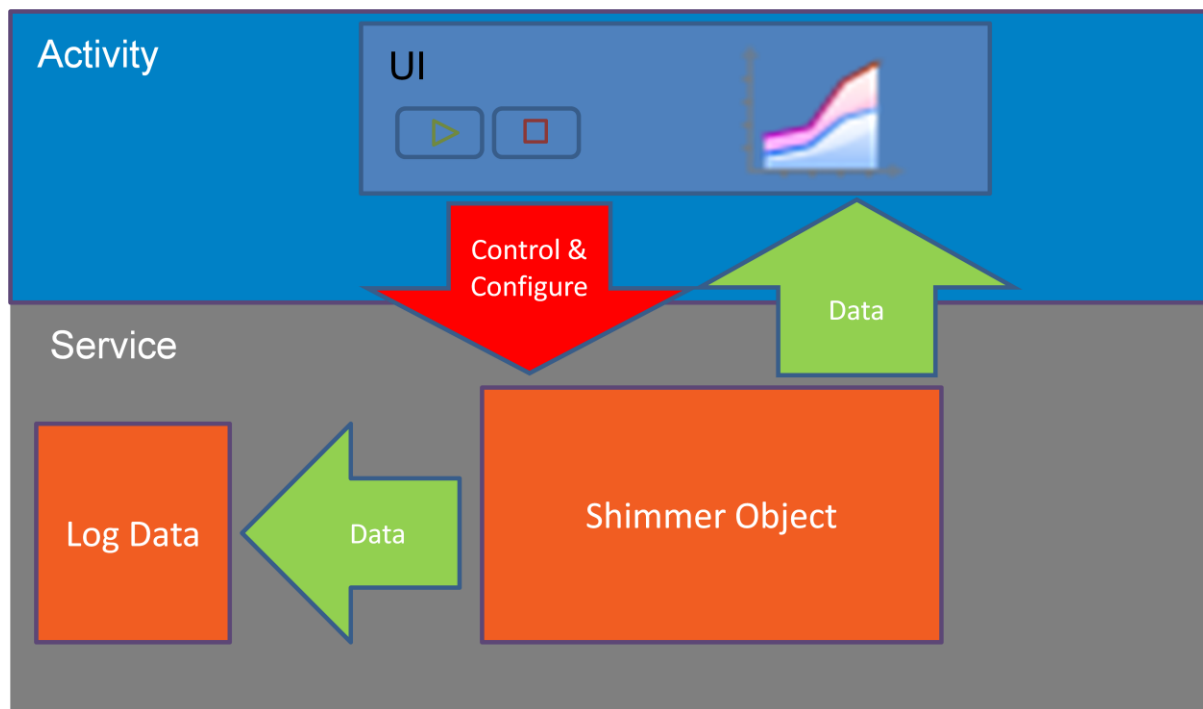 Activity
UI
Control &
Configure
Data
Service
Log Data
Data
Shimmer Object